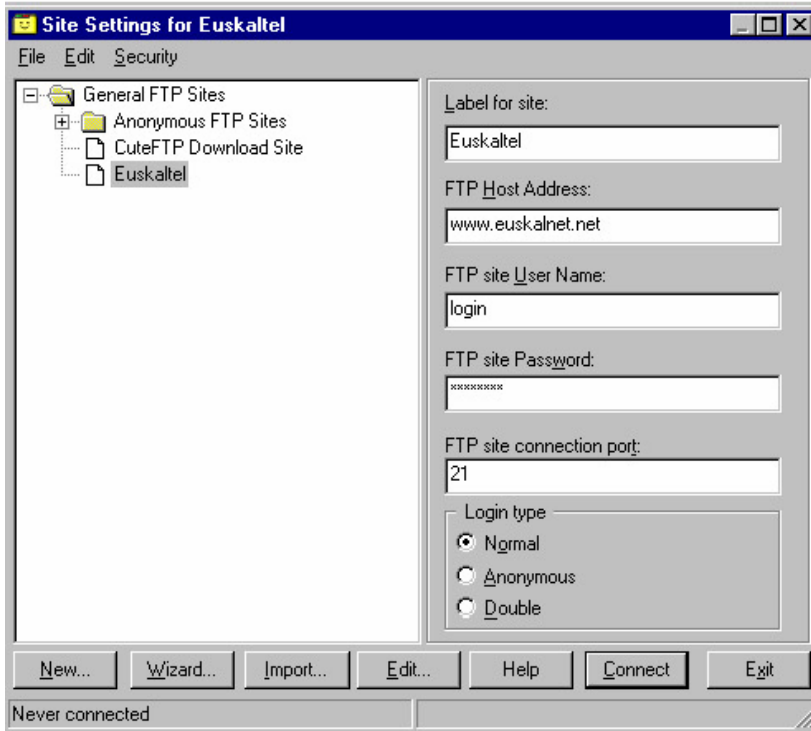 Site Settings for Euskaltel
File Edit Security
General FTP Sites
Anonymous FTP Sites
CuteFTP Download Site
Euskaltel
Label for site:
Euskaltel
FTP Host Address:
www.euskalnet.net
FTP site User Name:
login
FTP site Password:
********
FTP site connection port:
21
Login type
Normal
Anonymous
Double
New... Wizard... Import... Edit... Help Connect Exit
Never connected